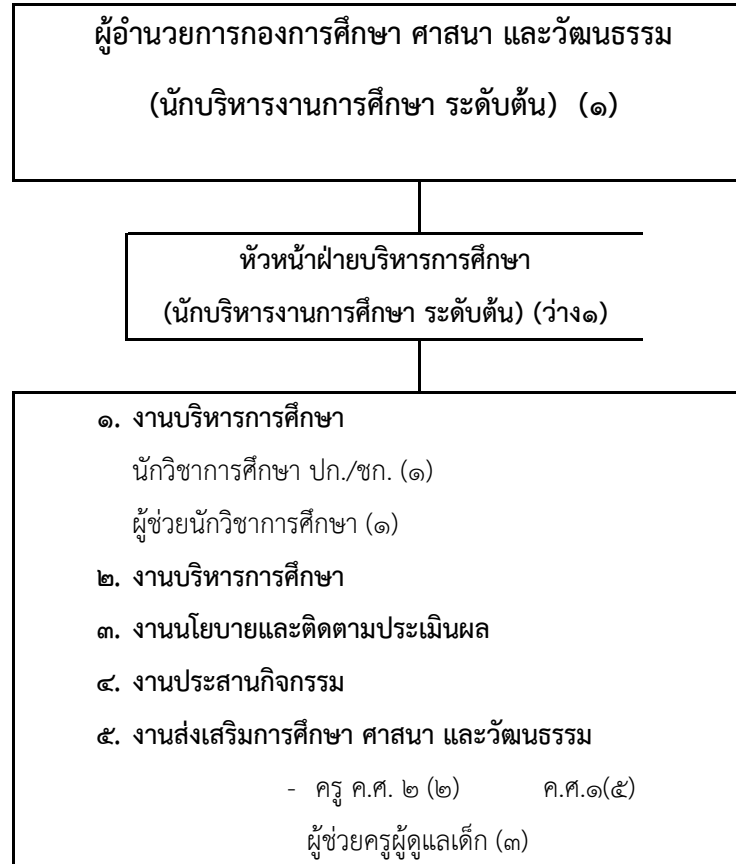 ผู้อำนวยการกองการศึกษา ศาสนา และวัฒนธรรม
(นักบริหารงานการศึกษา ระดับต้น) (๑)
หัวหน้าฝ่ายบริหารการศึกษา
(นักบริหารงานการศึกษา ระดับต้น) (ว่าง๑)
๑. งานบริหารการศึกษา
นักวิชาการศึกษา ปก./ชก. (๑)
ผู้ช่วยนักวิชาการศึกษา (๑)
๒. งานบริหารการศึกษา
๓. งานนโยบายและติดตามประเมินผล
๔. งานประสานกิจกรรม
๕. งานส่งเสริมการศึกษา ศาสนา และวัฒนธรรม
- ครู ค.ศ. ๒ (๒) ค.ศ.๑(๕)
ผู้ช่วยครูผู้ดูแลเด็ก (๓)